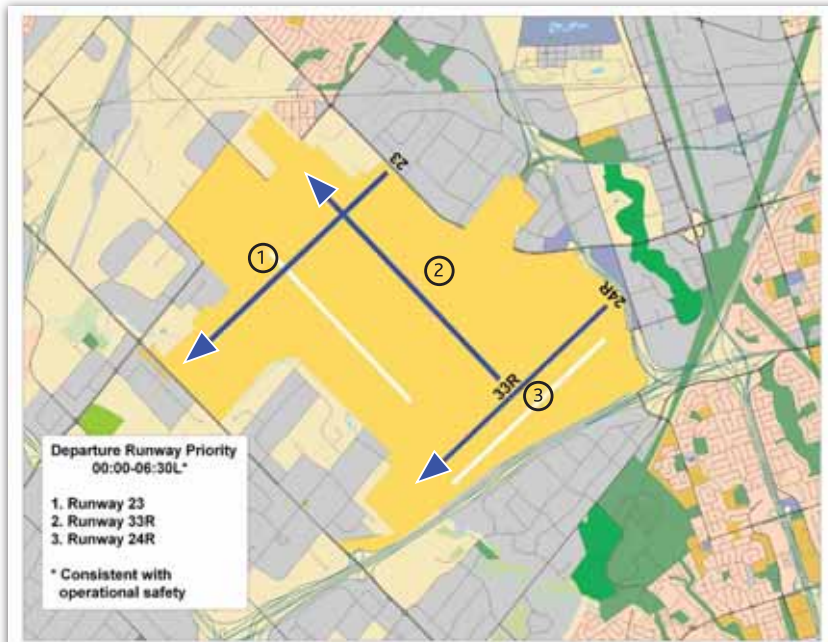 23
1
2
24R
33R
3
Departure Runway Priority
00:00-06:30L*
1. Runway 23
2. Runway 33R
3. Runway 24R
* Consistent with
operational safety